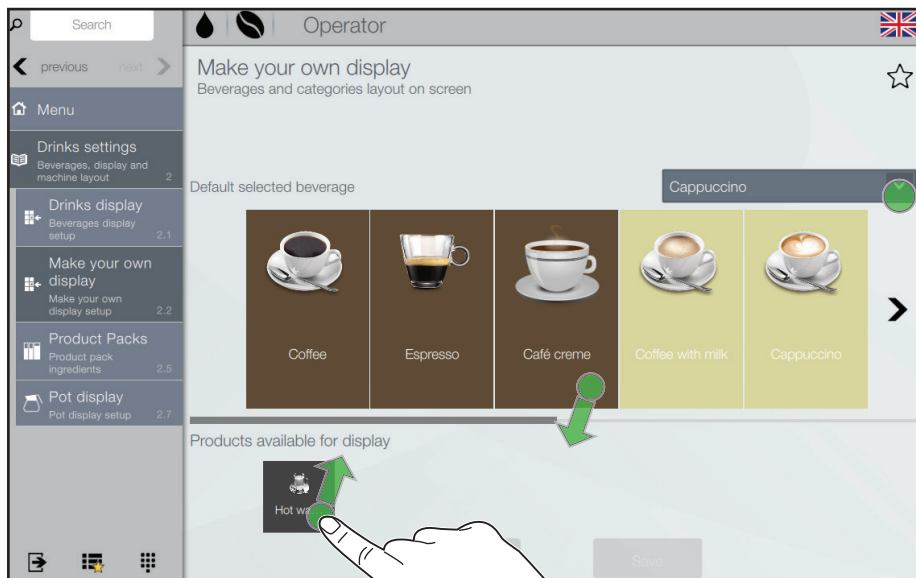 Search
Operator
previous
next
Make your own display
Beverages and categories layout on screen
Menu
Drinks settings
Beverages, display and
machine layout
2
Default selected beverage
Cappuccino
Drinks display
Beverages display
setup
2.1
Make your own
display
Make your own
display setup
2.2
Product Packs
Product pack
ingredients
2.5
Pot display
Pot display setup
2.7
Coffee
Espresso
Café creme
Coffee with milk
Cappuccino
Products available for display
Hot
Save